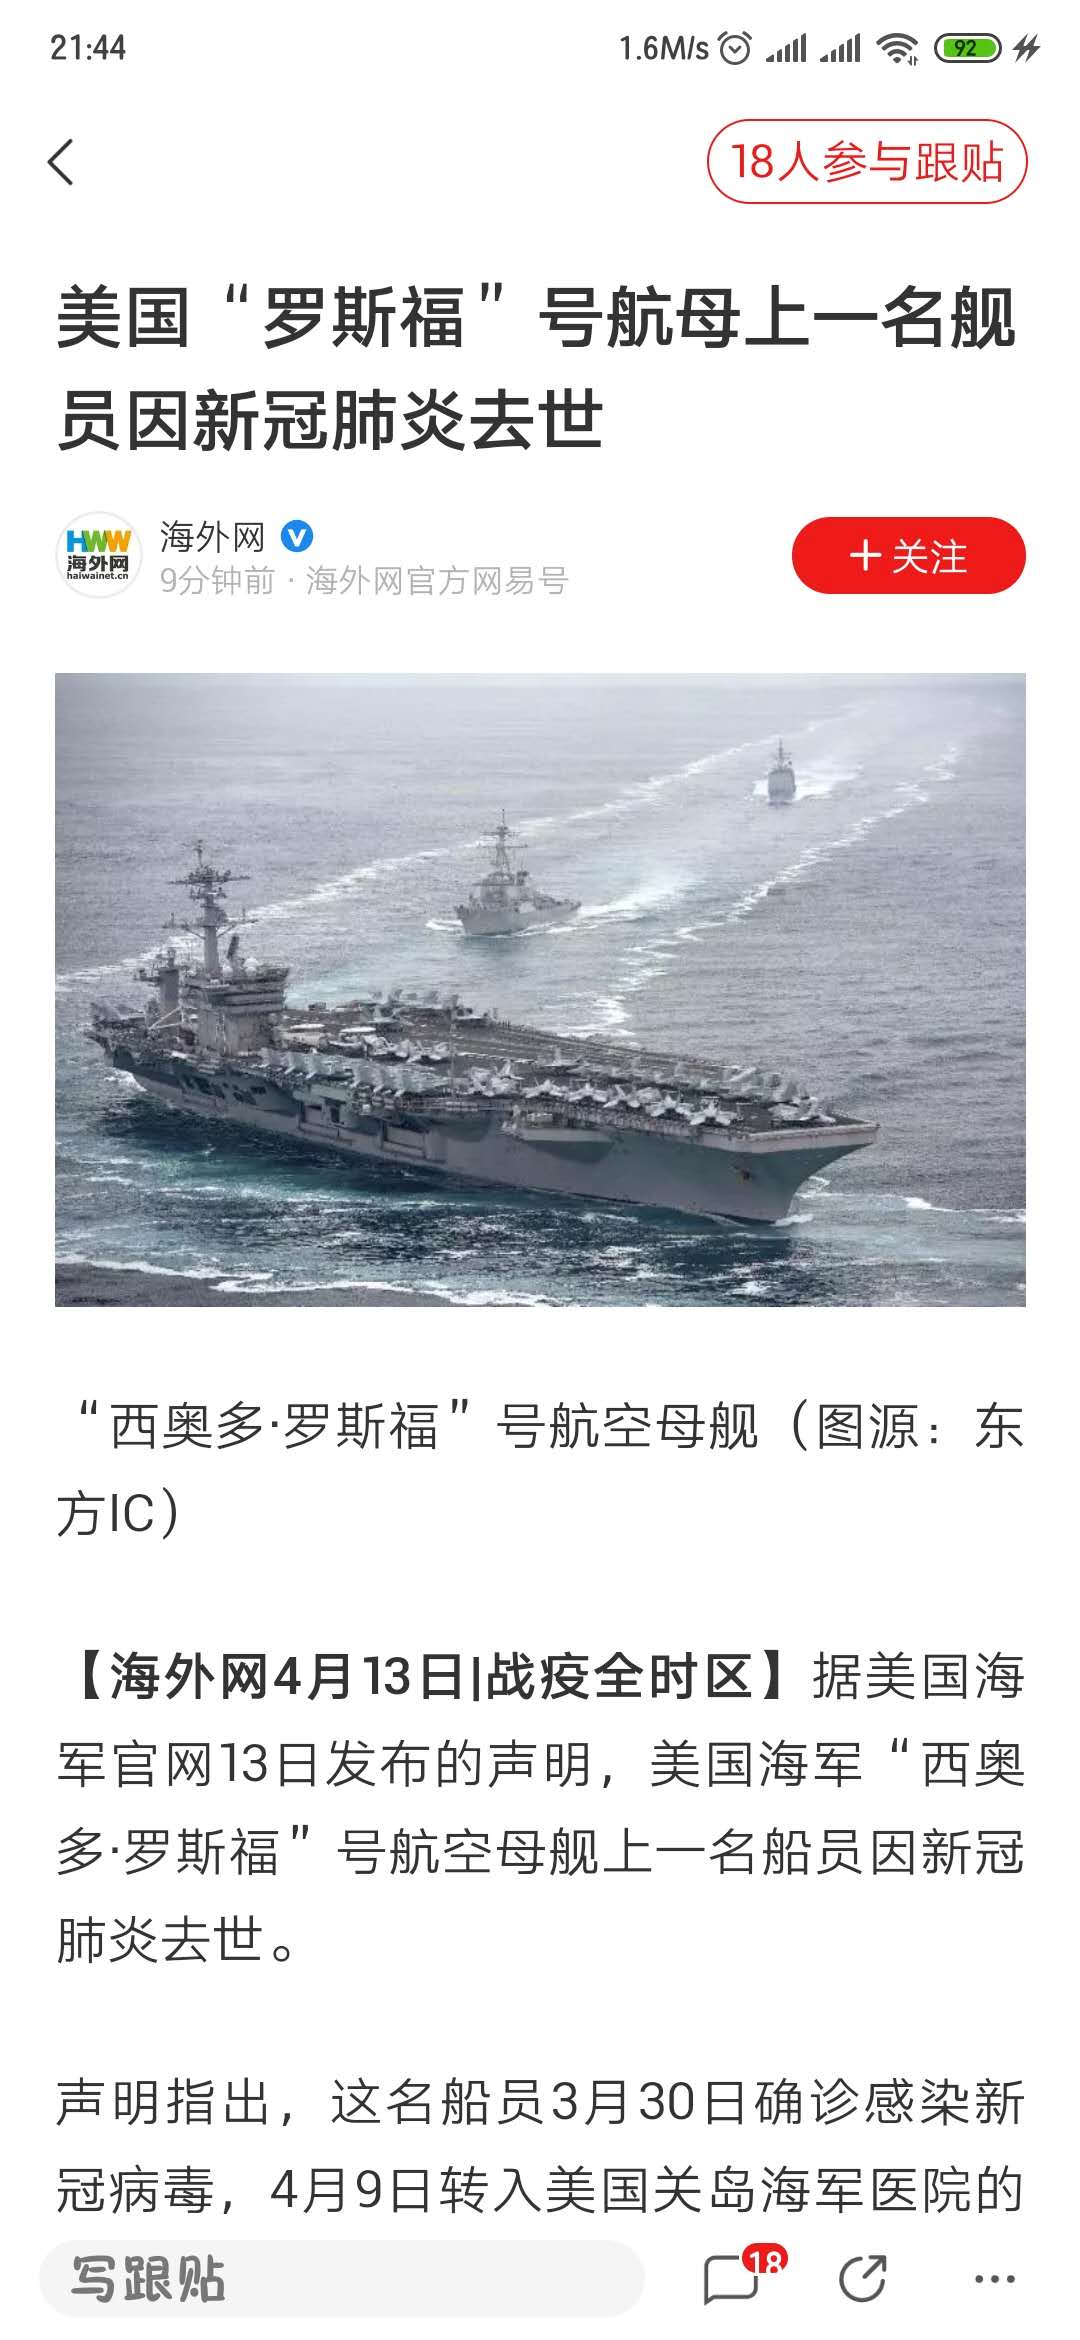 21:44
1.6M/s
92
18人参与跟贴
美国“罗斯福”号航母上一名舰
员因新冠肺炎去世
HWW
海外网
haiwainet.cn
海外网
9分钟前 · 海外网官方网易号
关注
“西奥多·罗斯福”号航空母舰（图源：东
方IC）
【海外网4月13日|战疫全时区】据美国海
军官网13日发布的声明，美国海军“西奥
多·罗斯福”号航空母舰上一名船员因新冠
肺炎去世。
声明指出，这名船员3月30日确诊感染新
冠病毒，4月9日转入美国关岛海军医院的
写跟贴
18